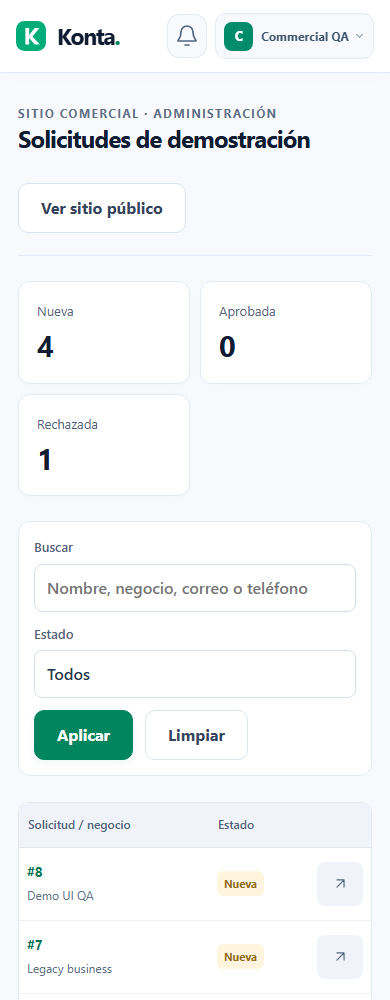 K Konta.
C Commercial QA
SITIO COMERCIAL · ADMINISTRACIÓN
Solicitudes de demostración
Ver sitio público
Nueva
4
Aprobada
0
Rechazada
1
Buscar
Nombre, negocio, correo o teléfono
Estado
Todos
Aplicar
Limpiar
Solicitud / negocio
Estado
#8
Demo UI QA
Nueva
#7
Legacy business
Nueva